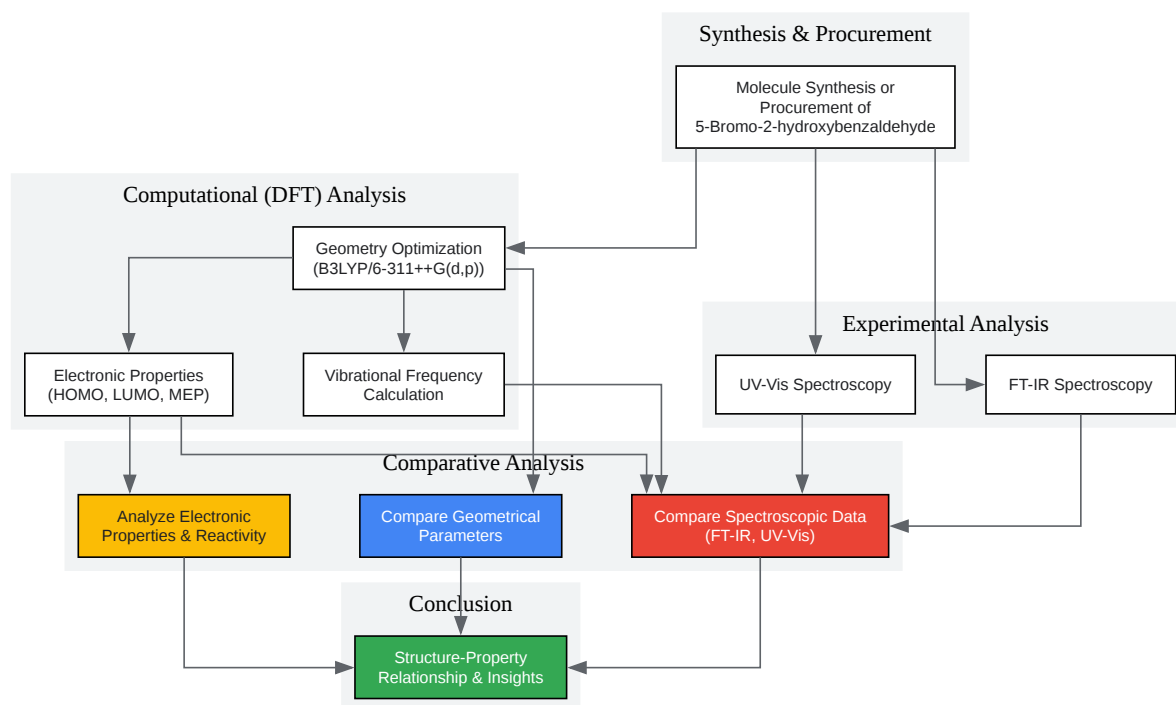 Synthesis & Procurement
Molecule Synthesis or
Procurement of
5-Bromo-2-hydroxybenzaldehyde
Computational (DFT) Analysis
Geometry Optimization
(B3LYP/6-311++G(d,p))
Electronic Properties
(HOMO, LUMO, MEP)
Vibrational Frequency
Calculation
Experimental Analysis
UV-Vis Spectroscopy
FT-IR Spectroscopy
Comparative Analysis
Analyze Electronic
Properties & Reactivity
Compare Geometrical
Parameters
Compare Spectroscopic Data
(FT-IR, UV-Vis)
Conclusion
Structure-Property
Relationship & Insights